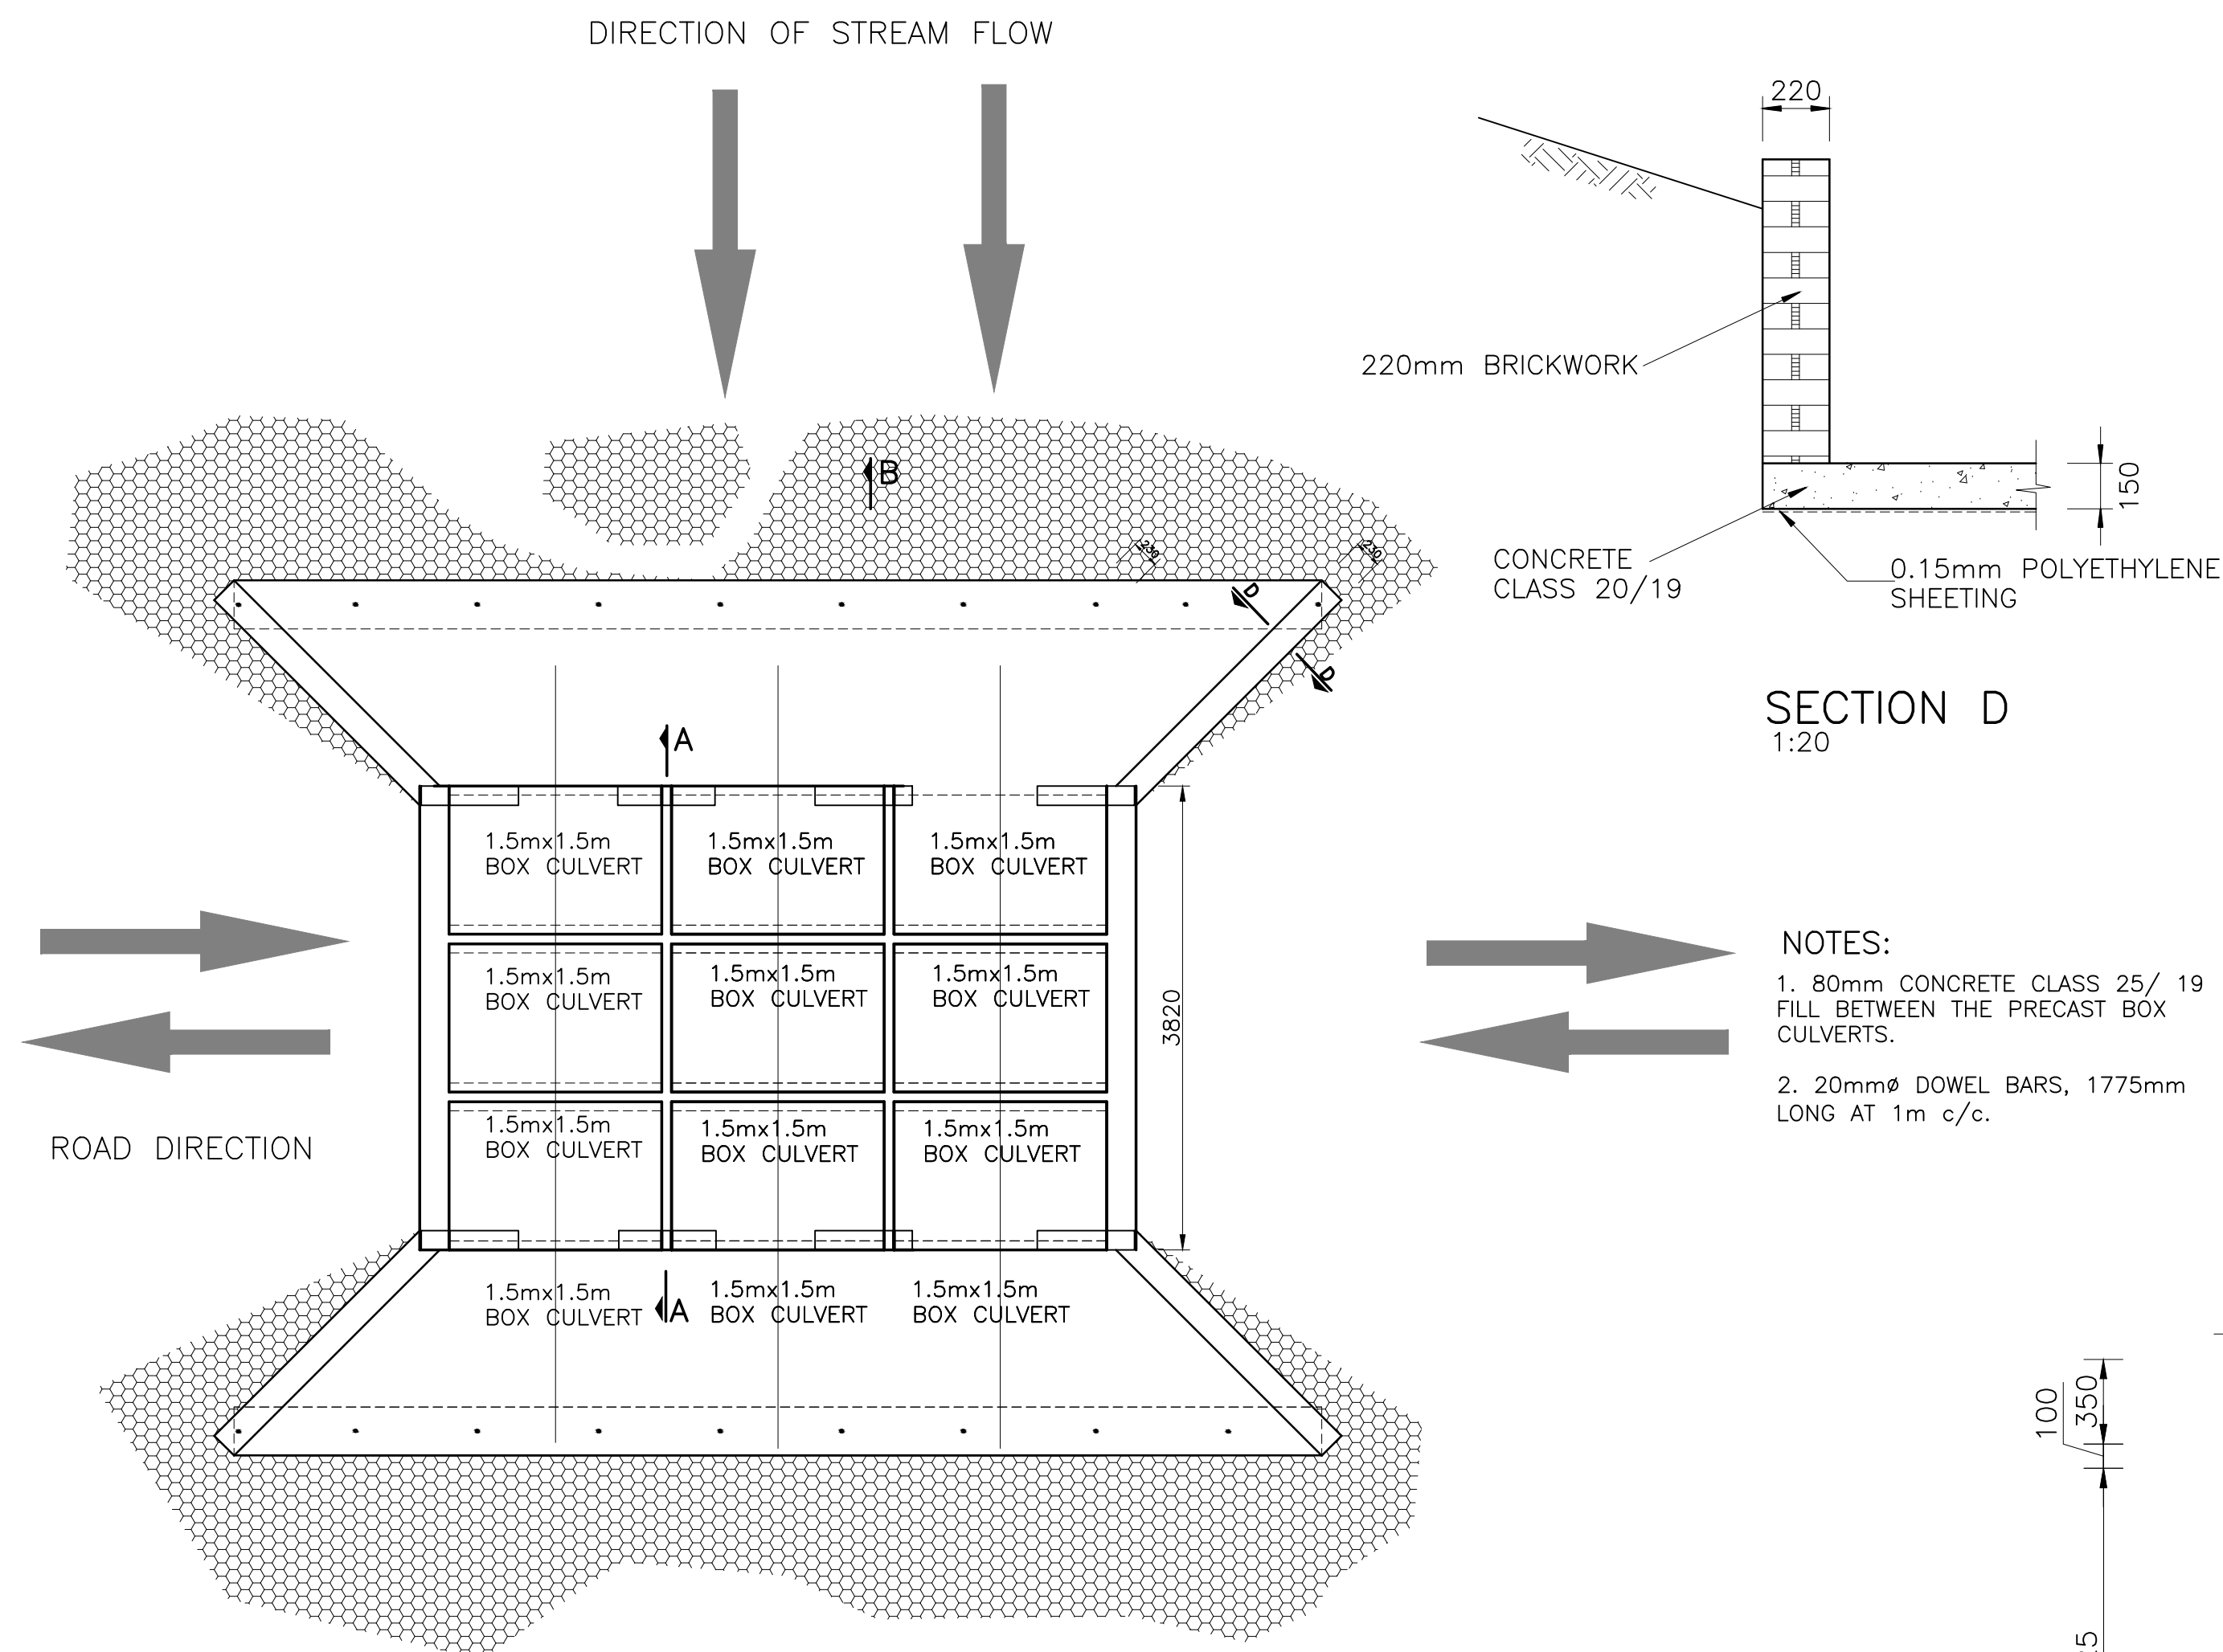 DIRECTION OF STREAM FLOW
220
220mm BRICKWORK
150
CONCRETE
CLASS 20/19
0.15mm POLYETHYLENE
SHEETING
SECTION D
1:20
B
230
230
D
D
A
1.5mx1.5m
BOX CULVERT
1.5mx1.5m
BOX CULVERT
1.5mx1.5m
BOX CULVERT
1.5mx1.5m
BOX CULVERT
1.5mx1.5m
BOX CULVERT
1.5mx1.5m
BOX CULVERT
1.5mx1.5m
BOX CULVERT
1.5mx1.5m
BOX CULVERT
1.5mx1.5m
BOX CULVERT
3820
1.5mx1.5m
BOX CULVERT
A
1.5mx1.5m
BOX CULVERT
1.5mx1.5m
BOX CULVERT
ROAD DIRECTION
NOTES:
1. 80mm CONCRETE CLASS 25/ 19
FILL BETWEEN THE PRECAST BOX
CULVERTS.
2. 20mmø DOWEL BARS, 1775mm
LONG AT 1m c/c.
100
350